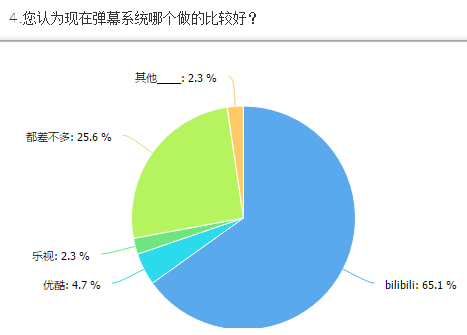 4.您认为现在弹幕系统哪个做的比较好？
其他____: 2.3 %
都差不多: 25.6 %
乐视: 2.3 %
优酷: 4.7 %
bilibili: 65.1 %